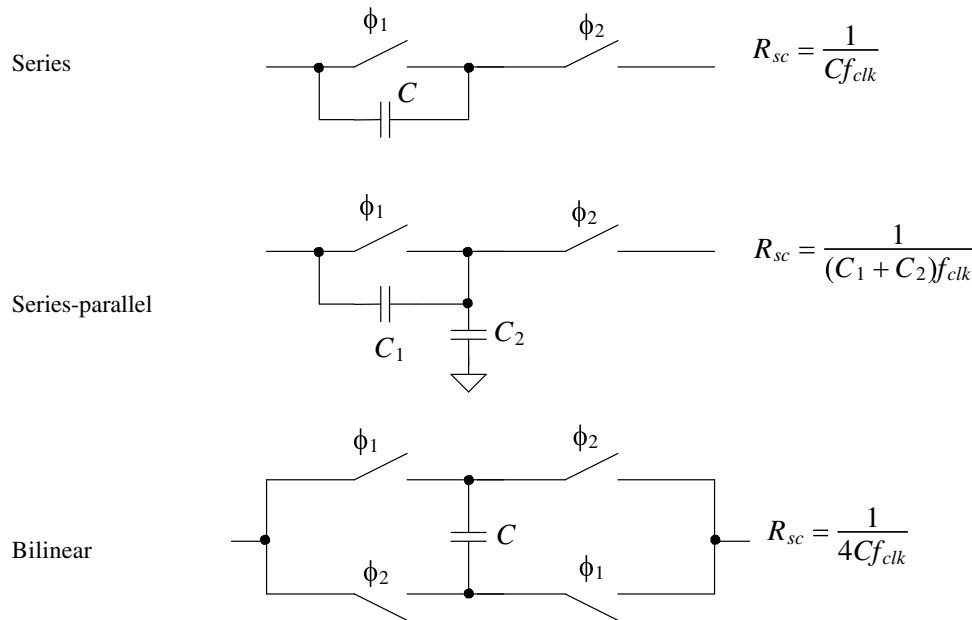 Series
ϕ1
ϕ2
C
R_sc = 1 / (C f_clk)
Series-parallel
ϕ1
ϕ2
C1
C2
R_sc = 1 / ((C1 + C2) f_clk)
Bilinear
ϕ1
ϕ2
C
ϕ2
ϕ1
R_sc = 1 / (4C f_clk)